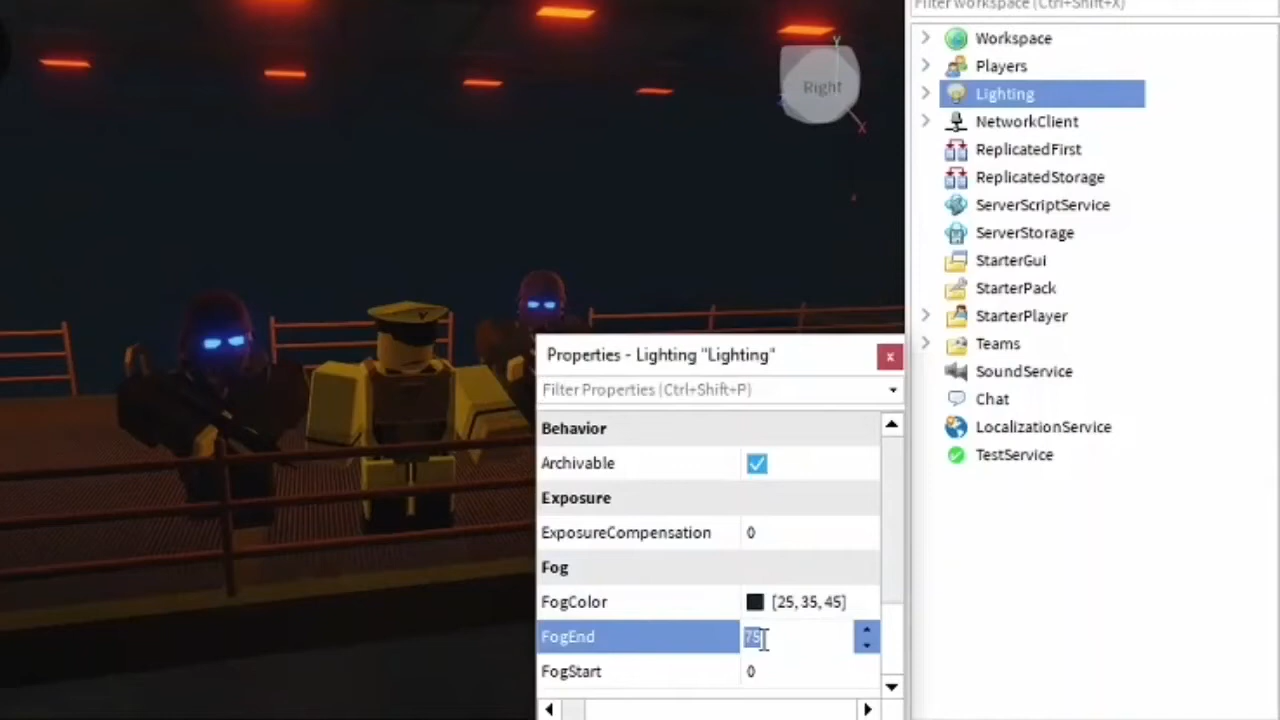 Filter workspace (Ctrl+Shift+X)
Workspace
Players
Lighting
NetworkClient
ReplicatedFirst
ReplicatedStorage
ServerScriptService
ServerStorage
StarterGui
StarterPack
StarterPlayer
Teams
SoundService
Chat
LocalizationService
TestService
Y
Right
X
Properties - Lighting "Lighting"
x
Filter Properties (Ctrl+Shift+P)
Behavior
Archivable
Exposure
ExposureCompensation 0
Fog
FogColor [25, 35, 45]
FogEnd 75
FogStart 0